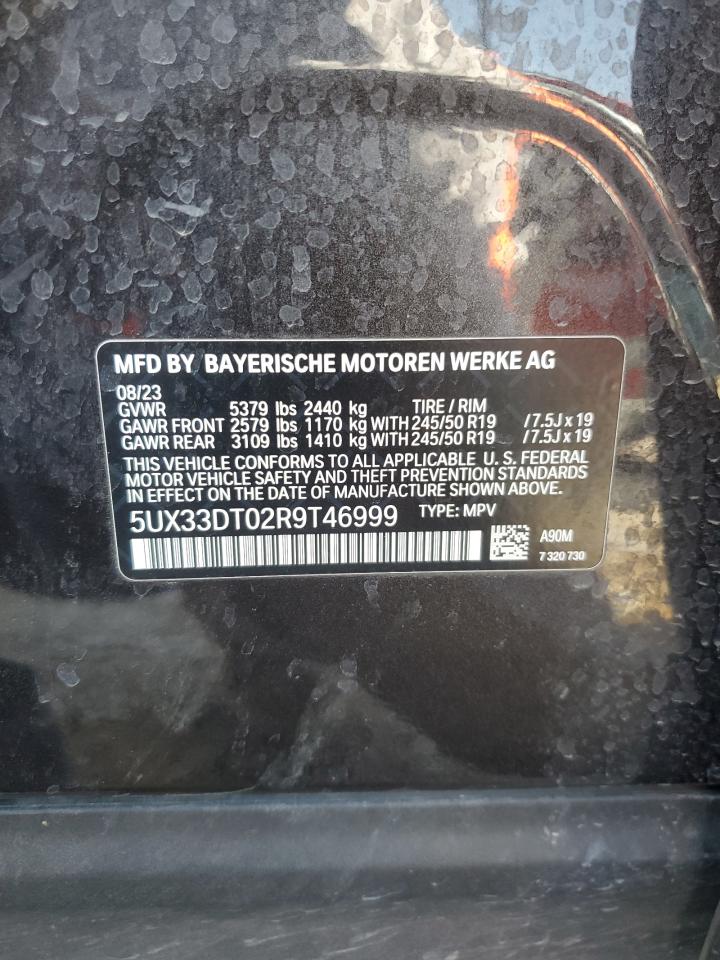 MFD BY BAYERISCHE MOTOREN WERKE AG
08/23
GVWR 5379 lbs 2440 kg TIRE / RIM
GAWR FRONT 2579 lbs 1170 kg WITH 245/50 R19 /7.5J x 19
GAWR REAR 3109 lbs 1410 kg WITH 245/50 R19 /7.5J x 19
THIS VEHICLE CONFORMS TO ALL APPLICABLE U. S. FEDERAL
MOTOR VEHICLE SAFETY AND THEFT PREVENTION STANDARDS
IN EFFECT ON THE DATE OF MANUFACTURE SHOWN ABOVE.
5UX33DT02R9T46999 TYPE: MPV
A90M
7 320 730